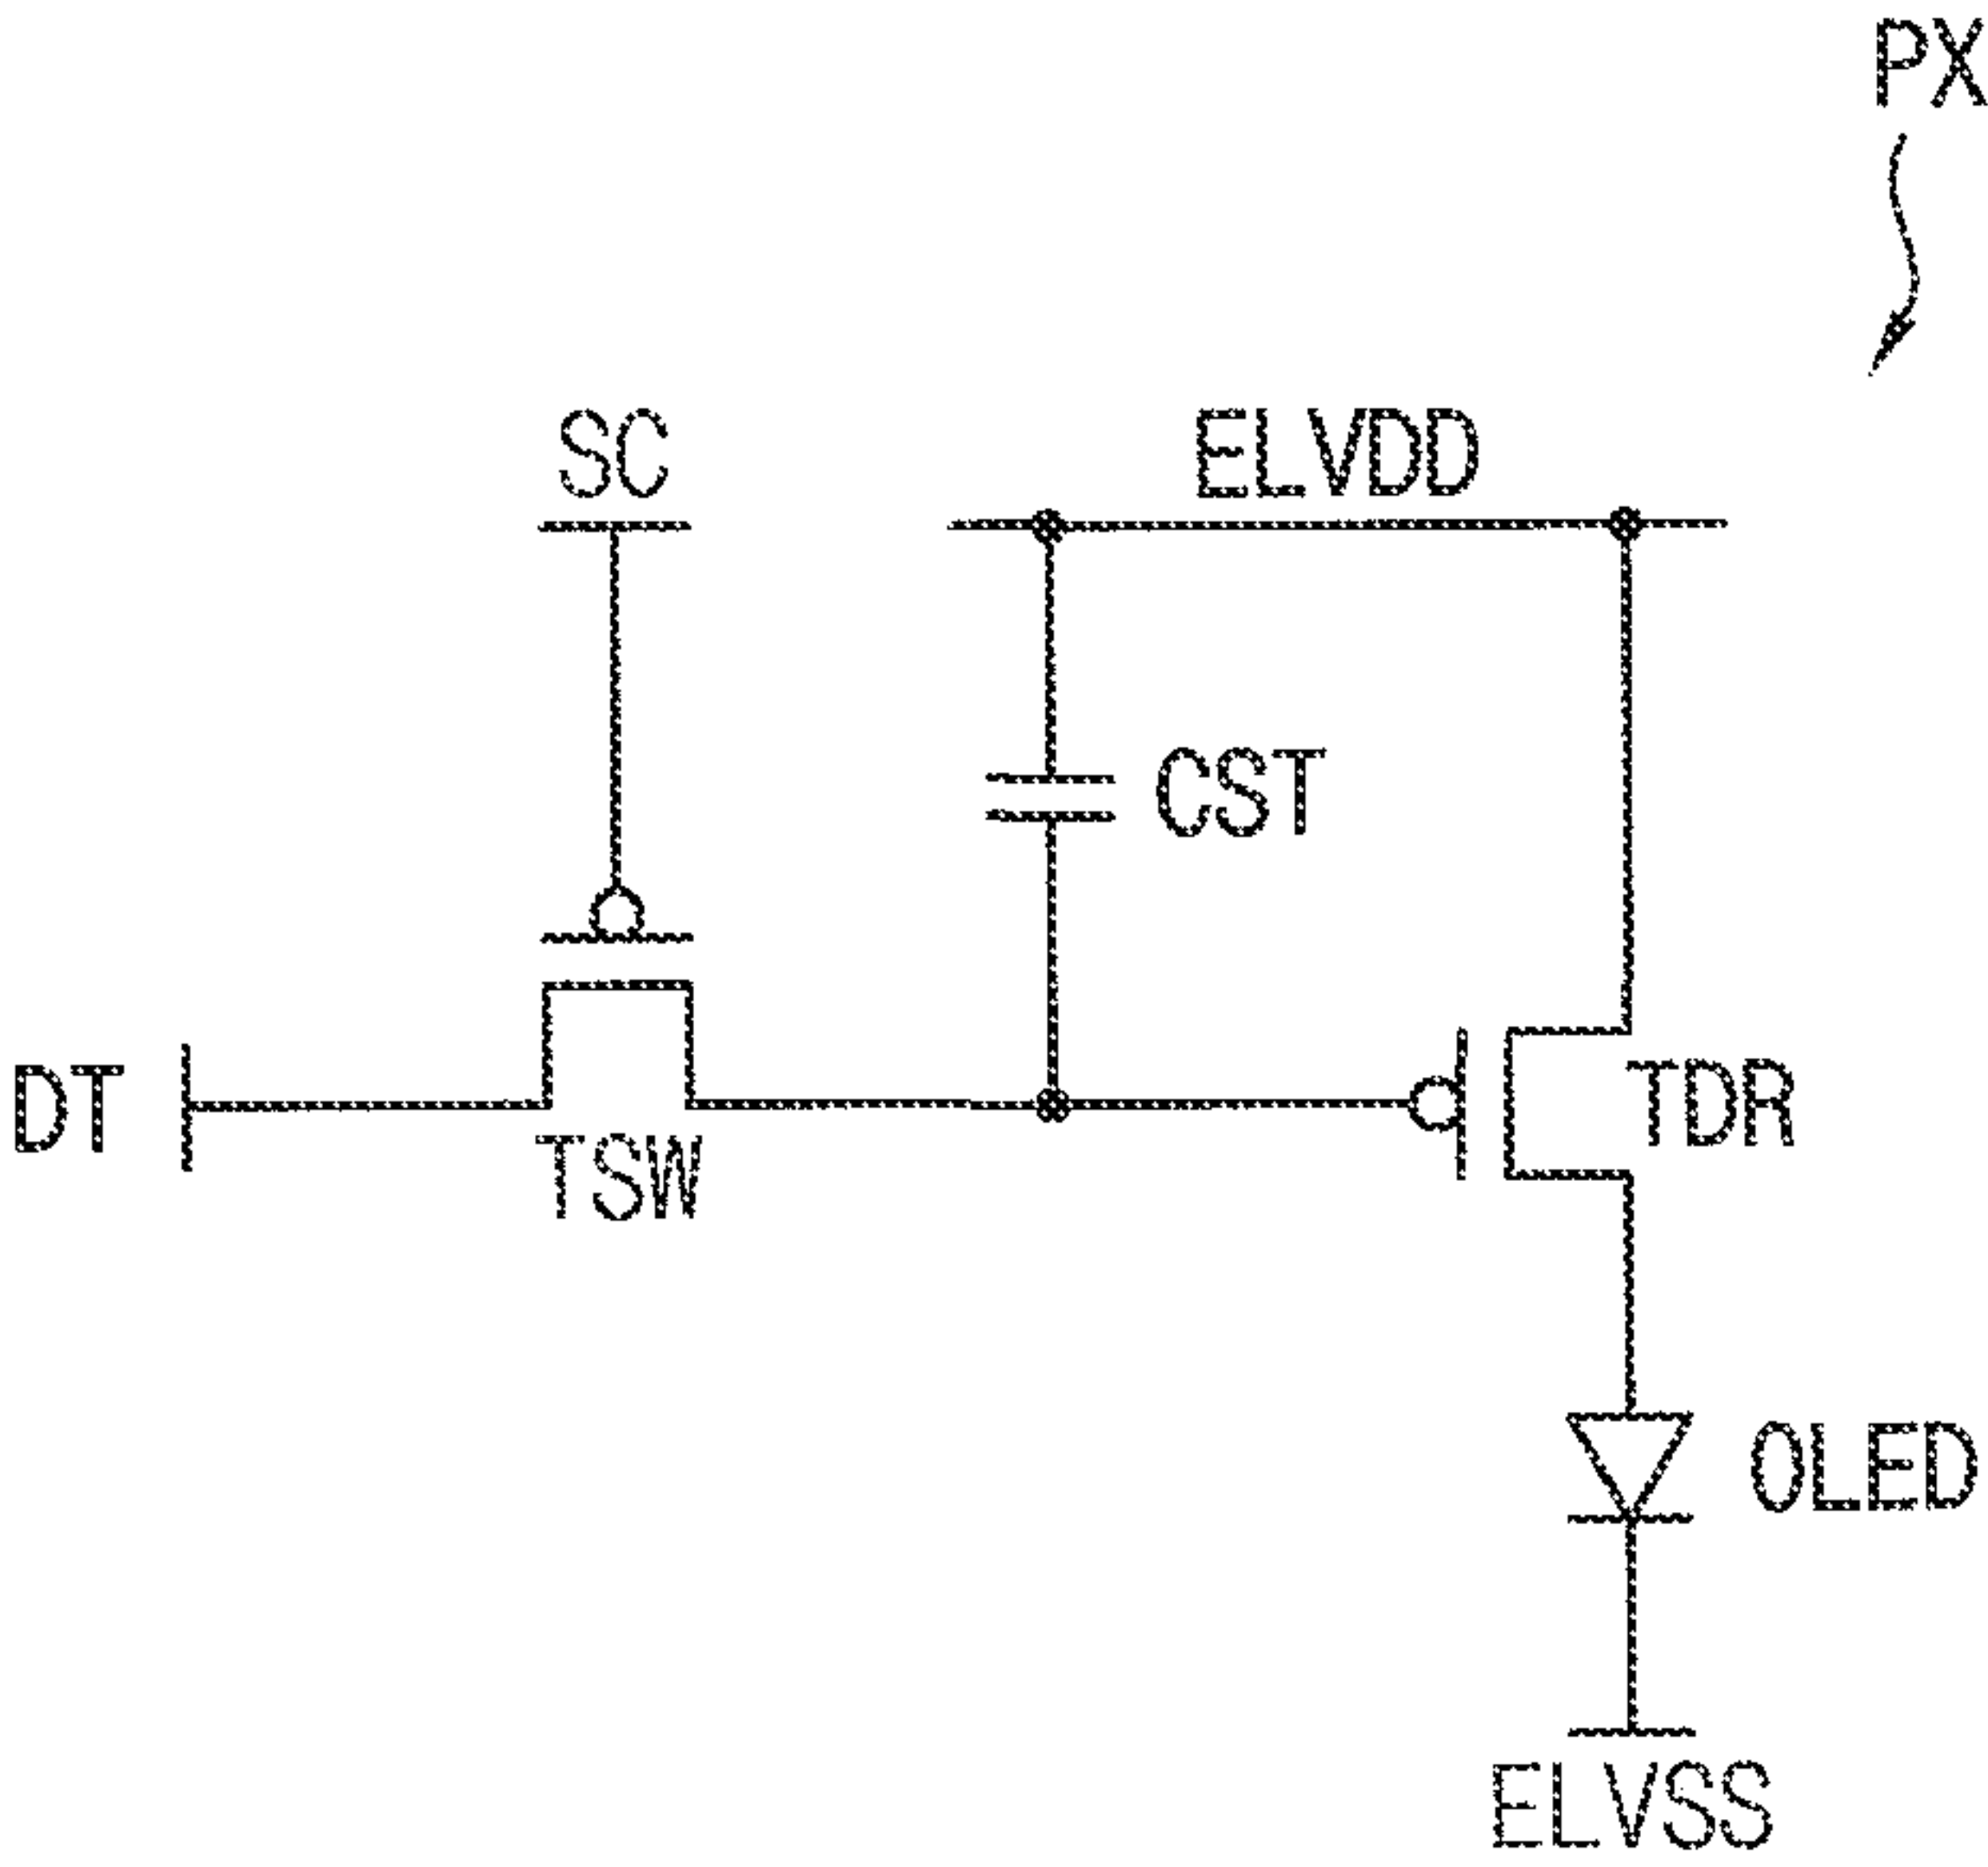 PX
SC
ELVDD
CST
DT
TSW
TDR
OLED
ELVSS